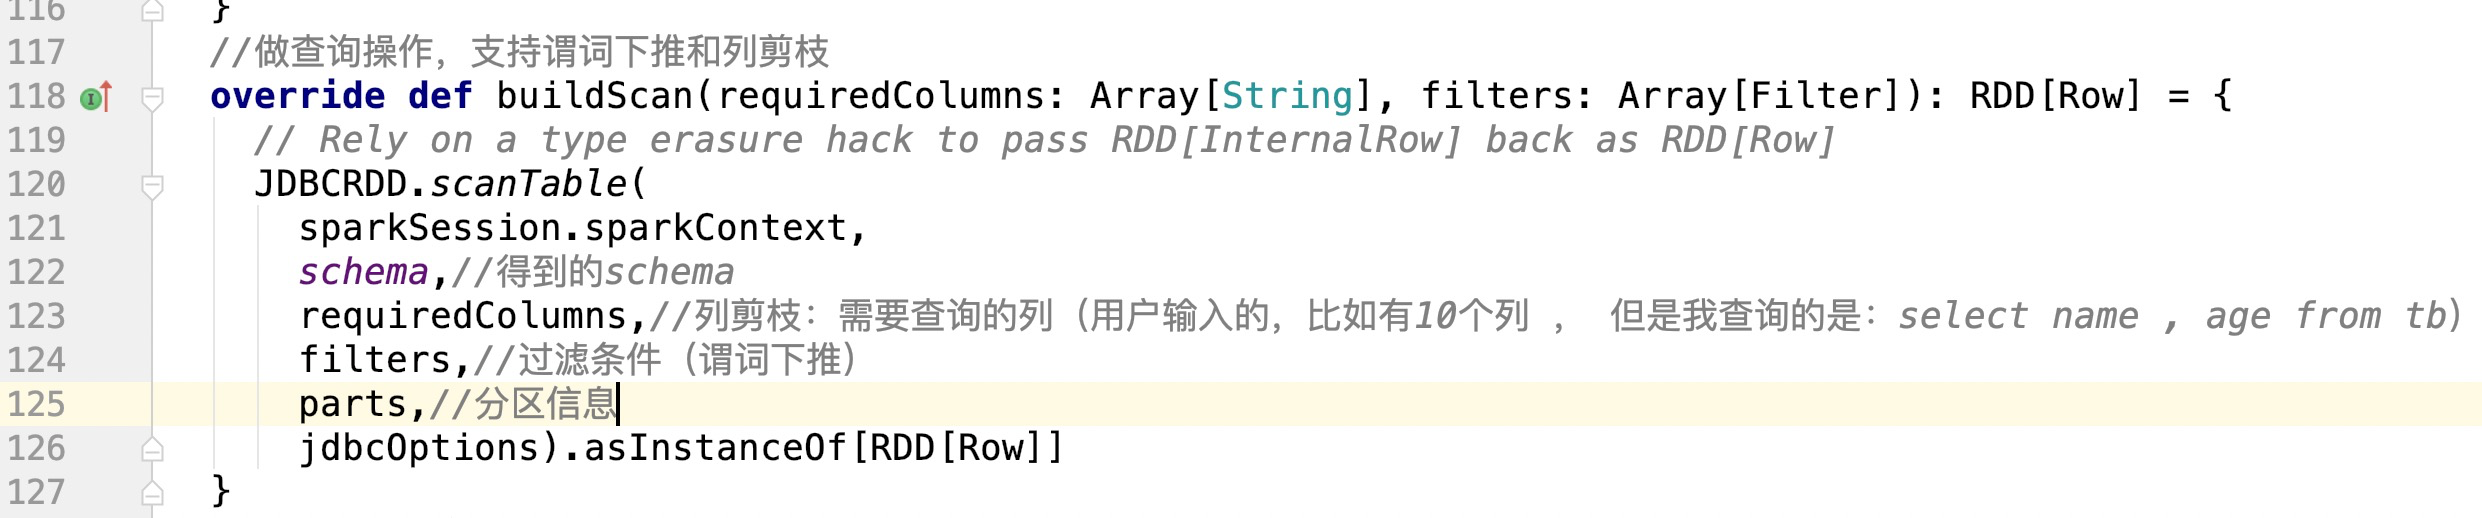 116 }
117 //做查询操作，支持谓词下推和列剪枝
118 override def buildScan(requiredColumns: Array[String], filters: Array[Filter]): RDD[Row] = {
119 // Rely on a type erasure hack to pass RDD[InternalRow] back as RDD[Row]
120 JDBCRDD.scanTable(
121 sparkSession.sparkContext,
122 schema,//得到的schema
123 requiredColumns,//列剪枝：需要查询的列（用户输入的，比如有10个列 ， 但是我查询的是：select name , age from tb）
124 filters,//过滤条件（谓词下推）
125 parts,//分区信息
126 jdbcOptions).asInstanceOf[RDD[Row]]
127 }